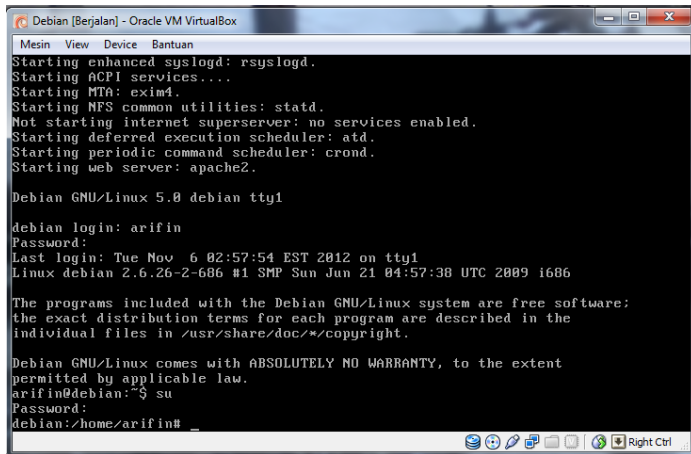 Debian [Berjalan] - Oracle VM VirtualBox
Mesin View Device Bantuan
Starting enhanced syslogd: rsyslogd.
Starting ACPI services....
Starting MTA: exim4.
Starting NFS common utilities: statd.
Not starting internet superserver: no services enabled.
Starting deferred execution scheduler: atd.
Starting periodic command scheduler: crond.
Starting web server: apache2.
Debian GNU/Linux 5.0 debian tty1
debian login: arifin
Password:
Last login: Tue Nov  6 02:57:54 EST 2012 on tty1
Linux debian 2.6.26-2-686 #1 SMP Sun Jun 21 04:57:38 UTC 2009 i686
The programs included with the Debian GNU/Linux system are free software;
the exact distribution terms for each program are described in the
individual files in /usr/share/doc/*/copyright.
Debian GNU/Linux comes with ABSOLUTELY NO WARRANTY, to the extent
permitted by applicable law.
arifin@debian:~$ su
Password:
debian:/home/arifin# _
Right Ctrl